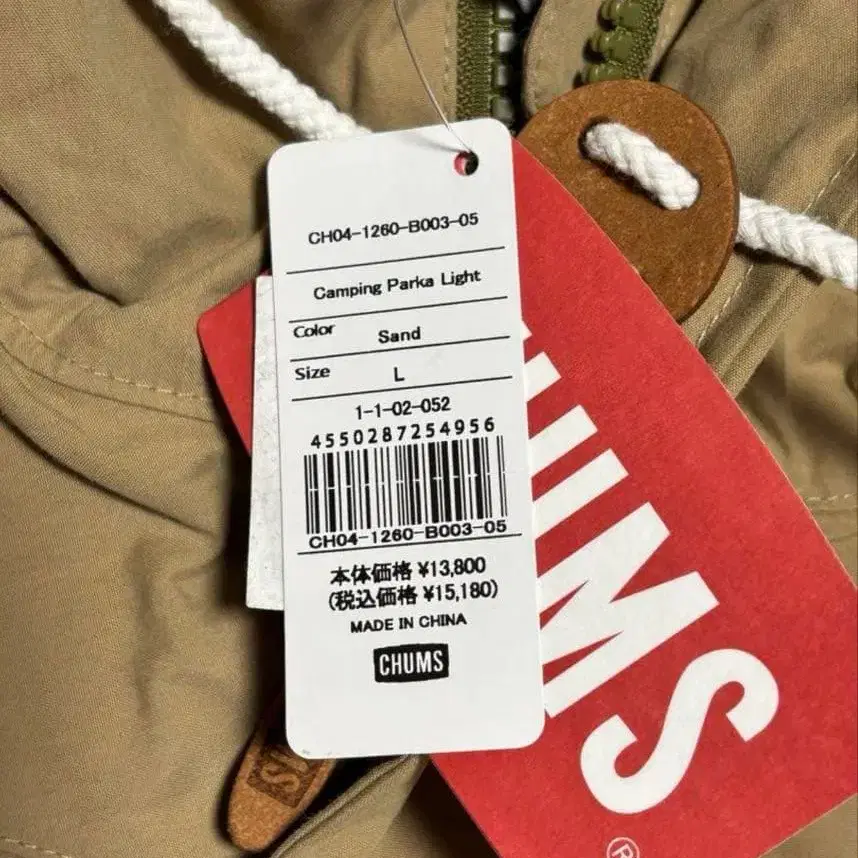 CH04-1260-B003-05
Camping Parka Light
Color Sand
Size L
1-1-02-052
4550287254956
CH04-1260-B003-05
本体価格 ¥13,800
(税込価格 ¥15,180)
MADE IN CHINA
CHUMS
UMS
®